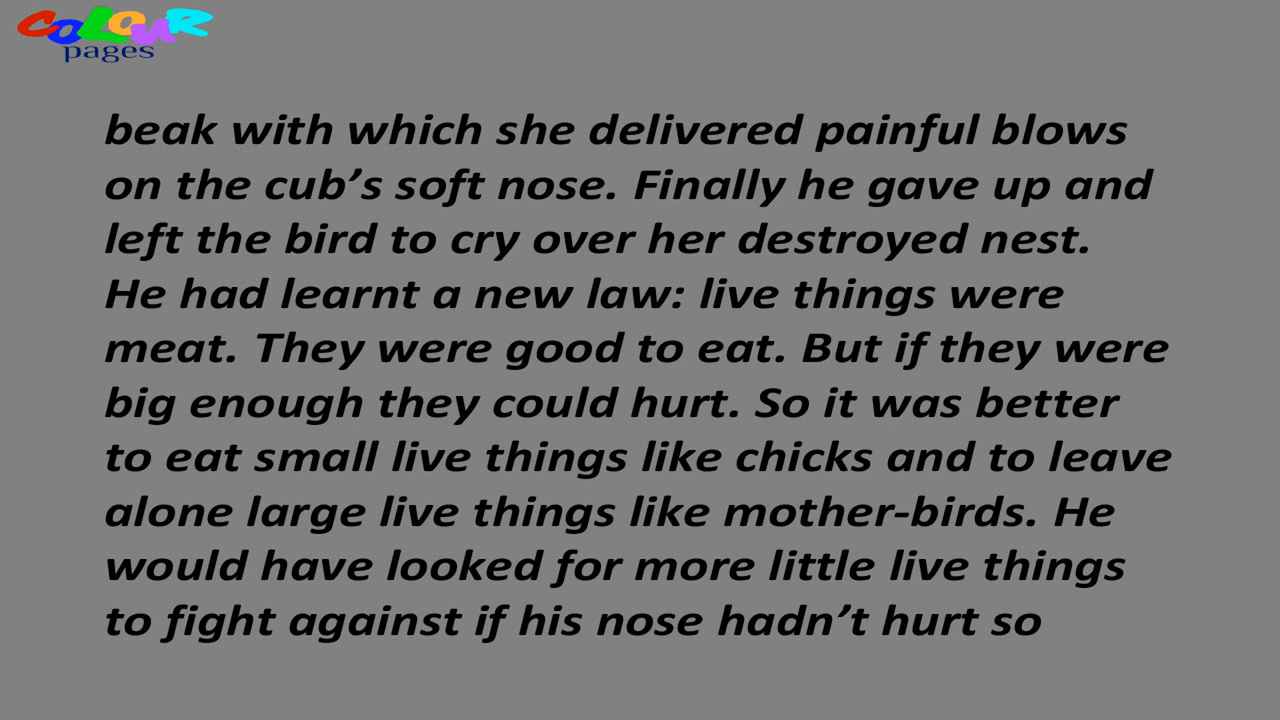 COLOUR
pages
beak with which she delivered painful blows
on the cub’s soft nose. Finally he gave up and
left the bird to cry over her destroyed nest.
He had learnt a new law: live things were
meat. They were good to eat. But if they were
big enough they could hurt. So it was better
to eat small live things like chicks and to leave
alone large live things like mother-birds. He
would have looked for more little live things
to fight against if his nose hadn’t hurt so